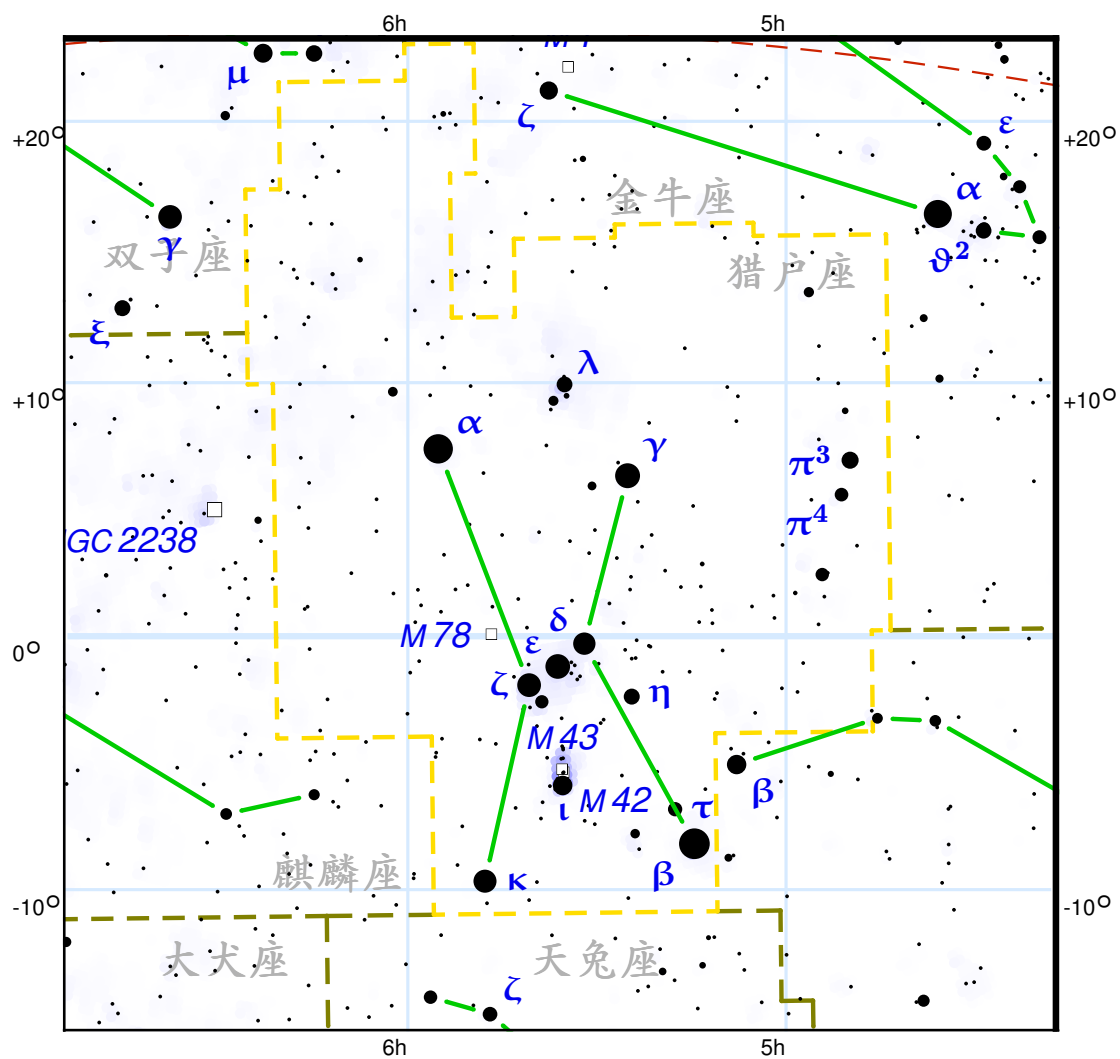 6h 5h
M 1
μ
ζ
ε
+20° +20°
α
金牛座
γ
双子座
ϑ²
猎户座
ξ
λ
+10° +10°
α
γ
π³
π⁴
GC 2238
δ
M 78
ε
0° 0°
ζ
η
M 43
β
ι
M 42
τ
麒麟座
β
κ
-10° -10°
大犬座
天兔座
ζ
6h 5h